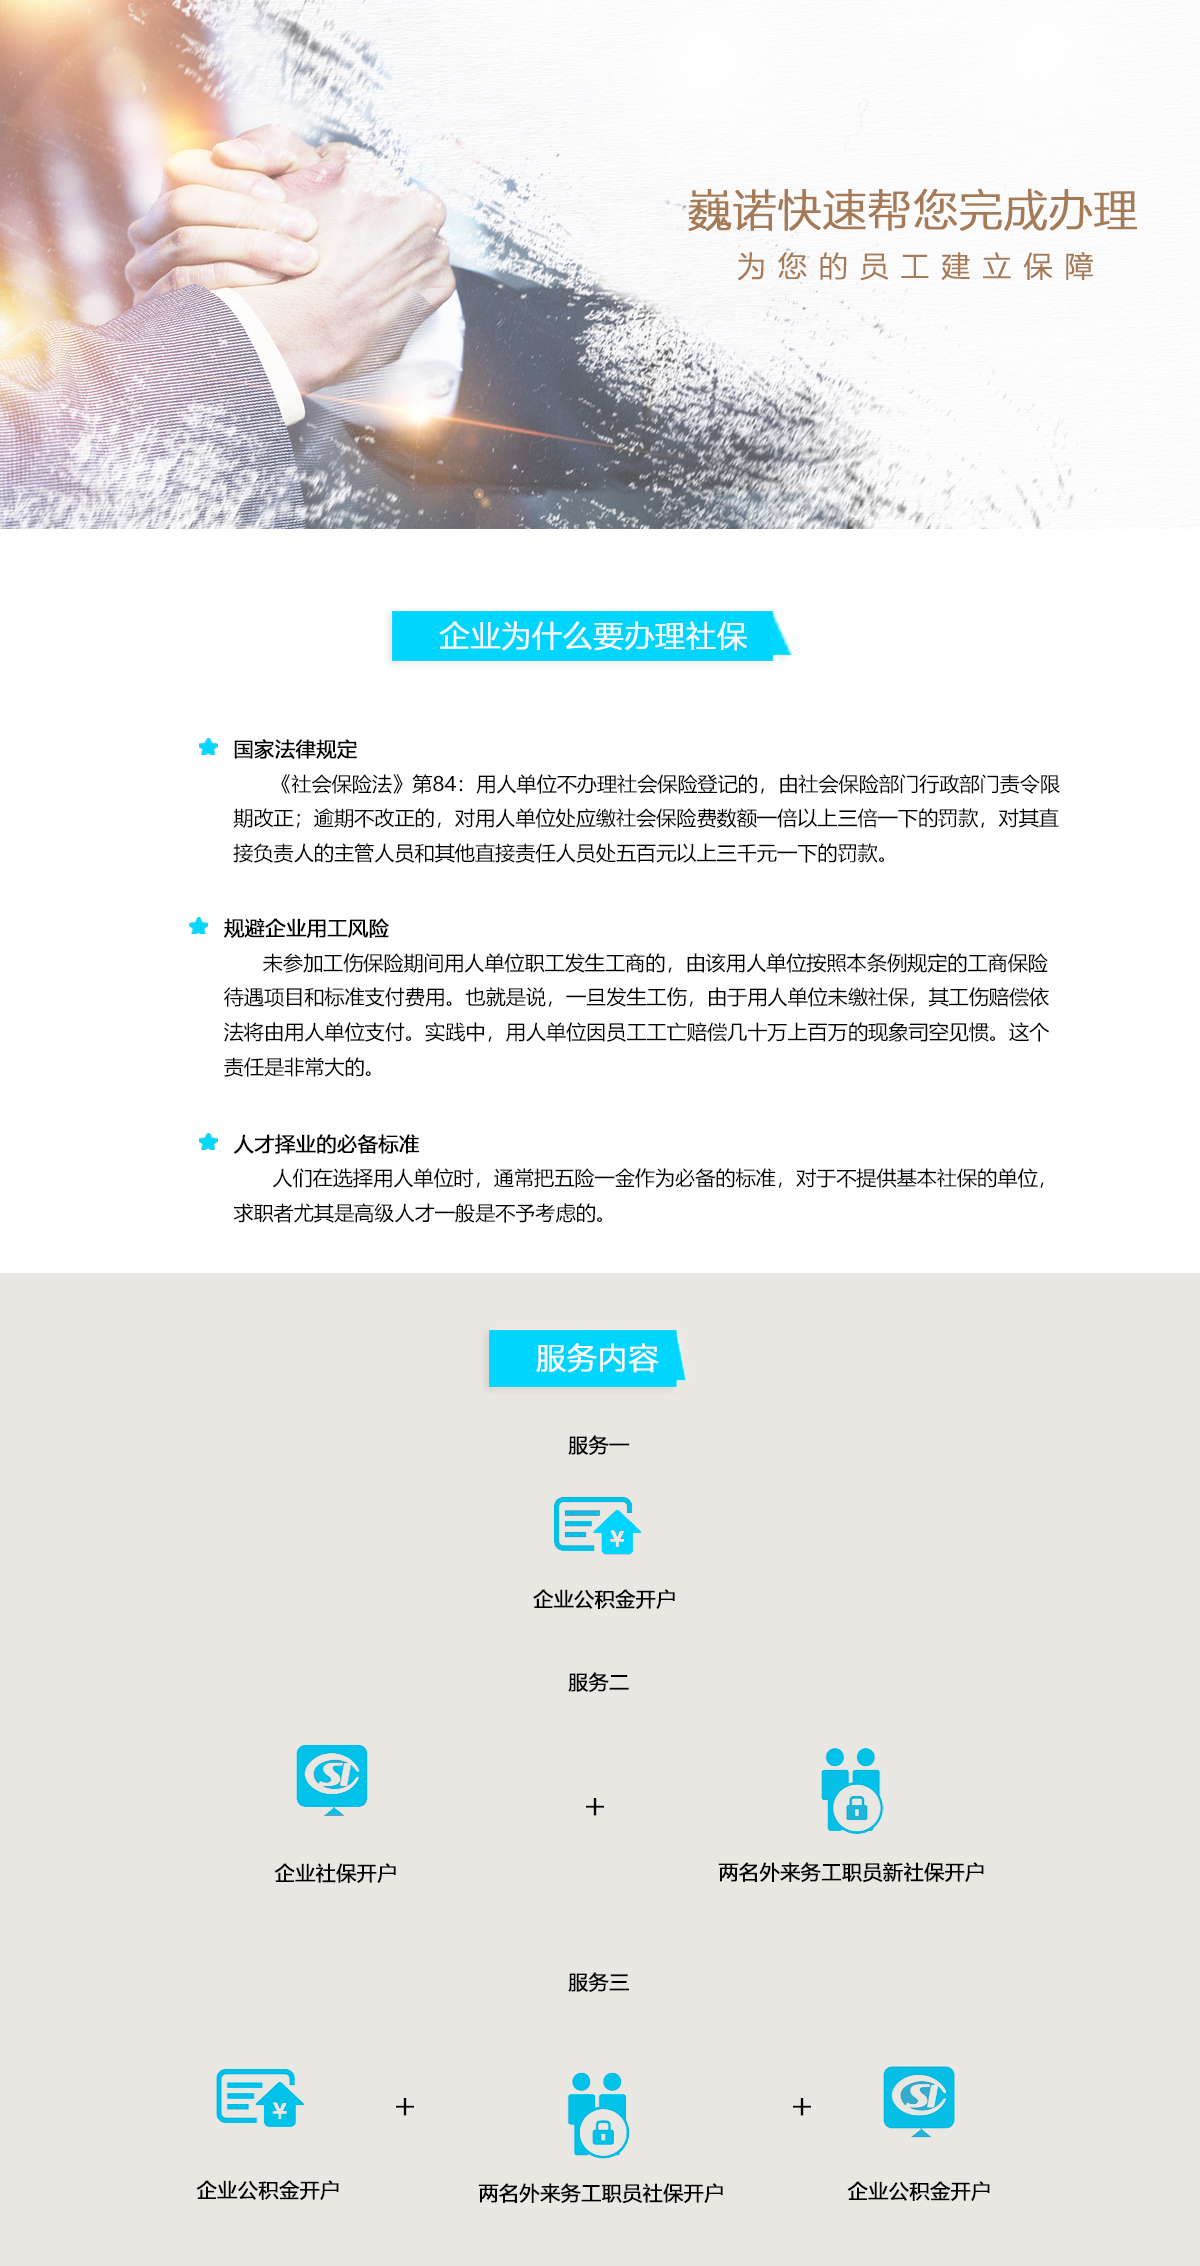 巍诺快速帮您完成办理
为您的员工建立保障
企业为什么要办理社保
国家法律规定
《社会保险法》第84：用人单位不办理社会保险登记的，由社会保险部门行政部门责令限
期改正；逾期不改正的，对用人单位处应缴社会保险费数额一倍以上三倍一下的罚款，对其直
接负责人的主管人员和其他直接责任人员处五百元以上三千元一下的罚款。
规避企业用工风险
未参加工伤保险期间用人单位职工发生工商的，由该用人单位按照本条例规定的工商保险
待遇项目和标准支付费用。也就是说，一旦发生工伤，由于用人单位未缴社保，其工伤赔偿依
法将由用人单位支付。实践中，用人单位因员工工亡赔偿几十万上百万的现象司空见惯。这个
责任是非常大的。
人才择业的必备标准
人们在选择用人单位时，通常把五险一金作为必备的标准，对于不提供基本社保的单位，
求职者尤其是高级人才一般是不予考虑的。
服务内容
服务一
¥
企业公积金开户
服务二
+
企业社保开户
两名外来务工职员新社保开户
服务三
¥
+
+
企业公积金开户
两名外来务工职员社保开户
企业公积金开户